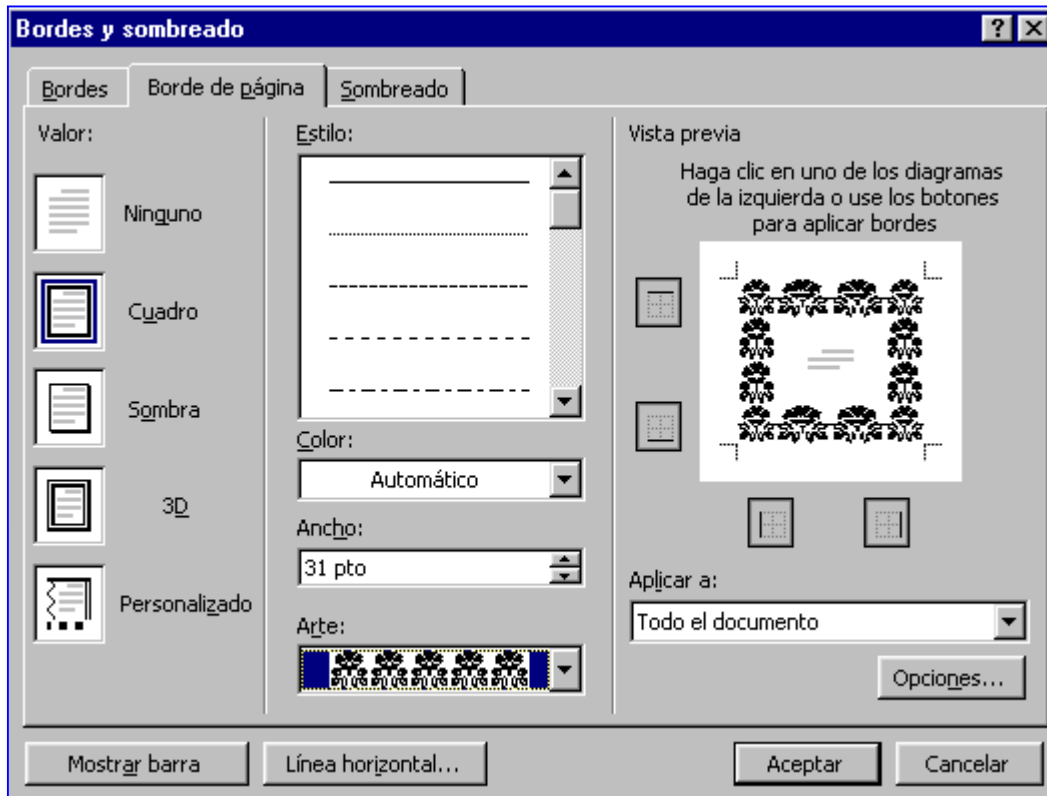 Bordes y sombreado
Bordes
Borde de página
Sombreado
Valor:
Ninguno
Cuadro
Sombra
3D
Personalizado
Estilo:
Color:
Automático
Ancho:
31 pto
Arte:
Vista previa
Haga clic en uno de los diagramas
de la izquierda o use los botones
para aplicar bordes
Aplicar a:
Todo el documento
Opciones...
Mostrar barra
Línea horizontal...
Aceptar
Cancelar